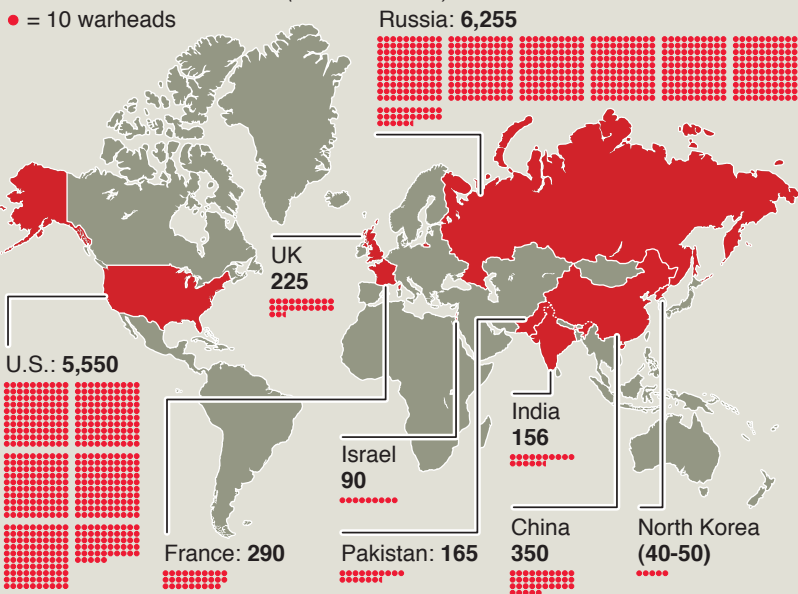 = 10 warheads
Russia: 6,255
UK
225
U.S.: 5,550
India
156
Israel
90
France: 290
Pakistan: 165
China
350
North Korea
(40-50)